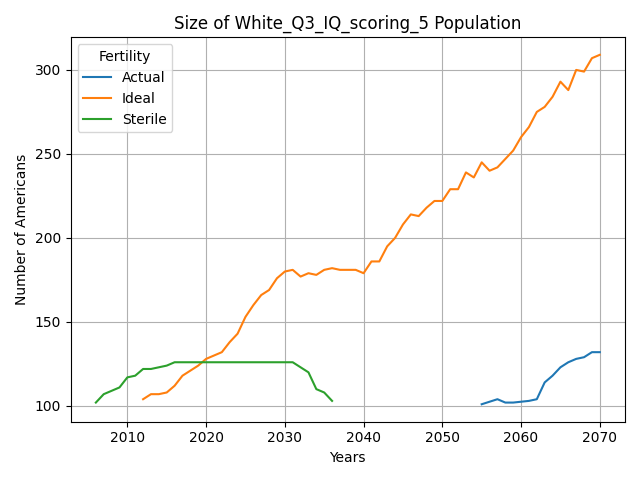 Size of White_Q3_IQ_scoring_5 Population
Fertility
Actual
Ideal
Sterile
Number of Americans
300
250
200
150
100
2010 2020 2030 2040 2050 2060 2070
Years